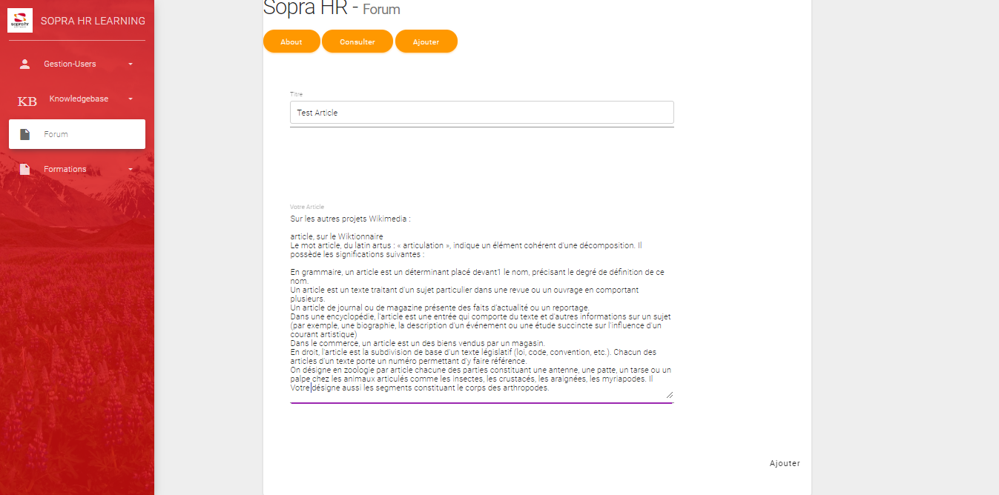 sopra hr
SOPRA HR LEARNING
Gestion-Users
KB Knowledgebase
Forum
Formations
Sopra HR - Forum
About Consulter Ajouter
Titre
Test Article
Votre Article
Sur les autres projets Wikimedia :
article, sur le Wiktionnaire
Le mot article, du latin artus : « articulation », indique un élément cohérent d'une décomposition. Il
possède les significations suivantes :
En grammaire, un article est un déterminant placé devant1 le nom, précisant le degré de définition de ce
nom.
Un article est un texte traitant d'un sujet particulier dans une revue ou un ouvrage en comportant
plusieurs.
Un article de journal ou de magazine présente des faits d'actualité ou un reportage.
Dans une encyclopédie, l'article est une entrée qui comporte du texte et d'autres informations sur un sujet
(par exemple, une biographie, la description d'un événement ou une étude succincte sur l'influence d'un
courant artistique)
Dans le commerce, un article est un des biens vendus par un magasin.
En droit, l'article est la subdivision de base d'un texte législatif (loi, code, convention, etc.). Chacun des
articles d'un texte porte un numéro permettant d'y faire référence.
On désigne en zoologie par article chacune des parties constituant une antenne, une patte, un tarse ou un
palpe chez les animaux articulés comme les insectes, les crustacés, les araignées, les myriapodes. Il
Votredésigne aussi les segments constituant le corps des arthropodes.
Ajouter